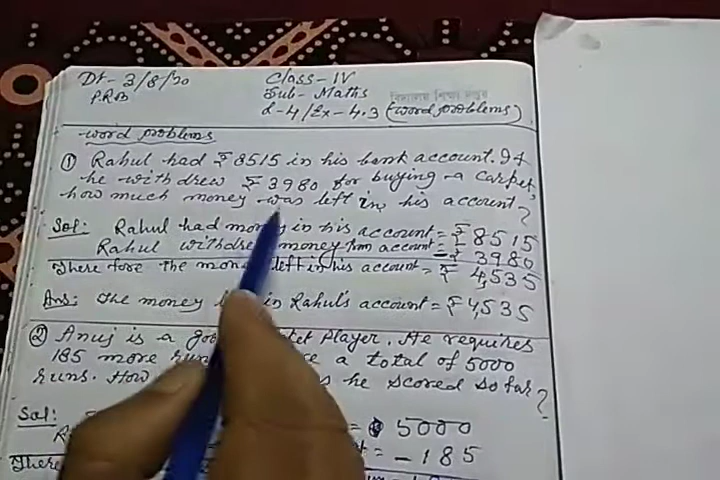 Dt- 3/8/20 Class- IV
P.R.B Sub- Maths
L-4/Ex-4.3 (word problems)
word problems
① Rahul had ₹ 8515 in his bank account. If
he withdrew ₹ 3980 for buying a carpet,
how much money was left in his account?
Sol: Rahul had money in his account = ₹ 8515
Rahul withdrew money from account = - ₹ 3980
There fore the money left in his account = ₹ 4,535
Ans: The money in Rahul's account = ₹ 4,535
② Anuj is a player. He requires
185 more a total of 5000
runs. How he scored so far?
Sol:
= 5000
= - 185
There